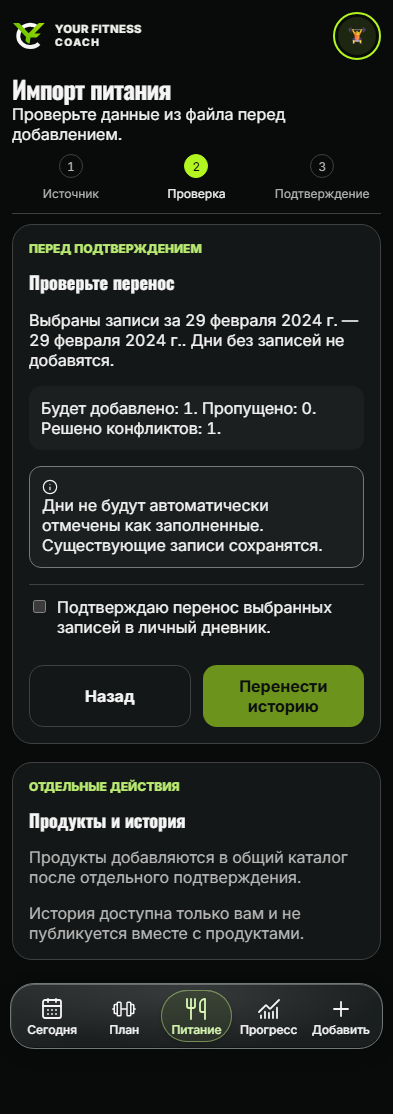 YOUR FITNESS
COACH
Импорт питания
Проверьте данные из файла перед
добавлением.
1
2
3
Источник
Проверка
Подтверждение
ПЕРЕД ПОДТВЕРЖДЕНИЕМ
Проверьте перенос
Выбраны записи за 29 февраля 2024 г. —
29 февраля 2024 г.. Дни без записей не
добавятся.
Будет добавлено: 1. Пропущено: 0.
Решено конфликтов: 1.
Дни не будут автоматически
отмечены как заполненные.
Существующие записи сохранятся.
Подтверждаю перенос выбранных
записей в личный дневник.
Назад
Перенести
историю
ОТДЕЛЬНЫЕ ДЕЙСТВИЯ
Продукты и история
Продукты добавляются в общий каталог
после отдельного подтверждения.
История доступна только вам и не
публикуется вместе с продуктами.
Сегодня
План
Питание
Прогресс
Добавить